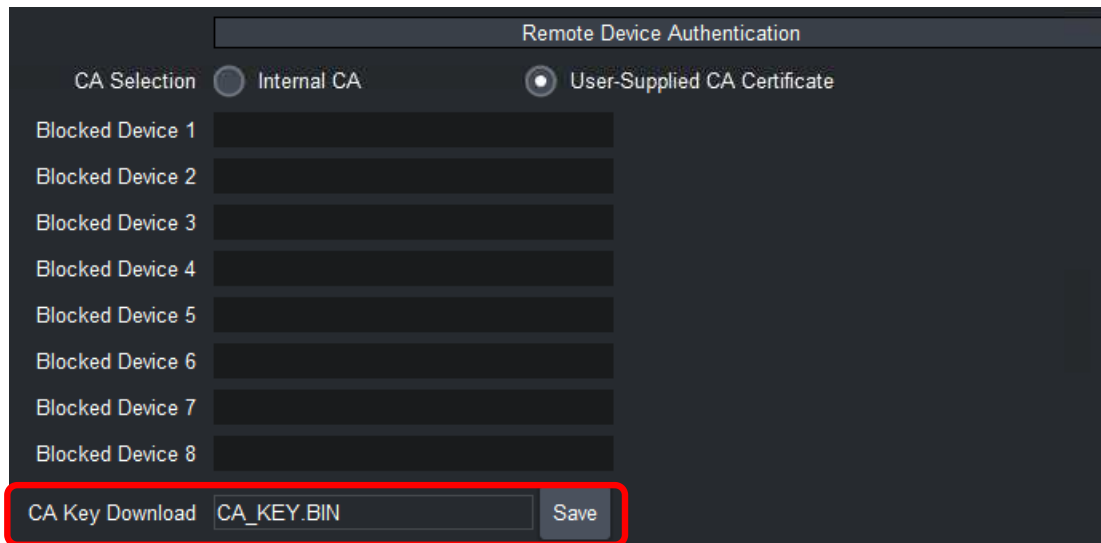 Remote Device Authentication
CA Selection Internal CA User-Supplied CA Certificate
Blocked Device 1
Blocked Device 2
Blocked Device 3
Blocked Device 4
Blocked Device 5
Blocked Device 6
Blocked Device 7
Blocked Device 8
CA Key Download CA_KEY.BIN Save